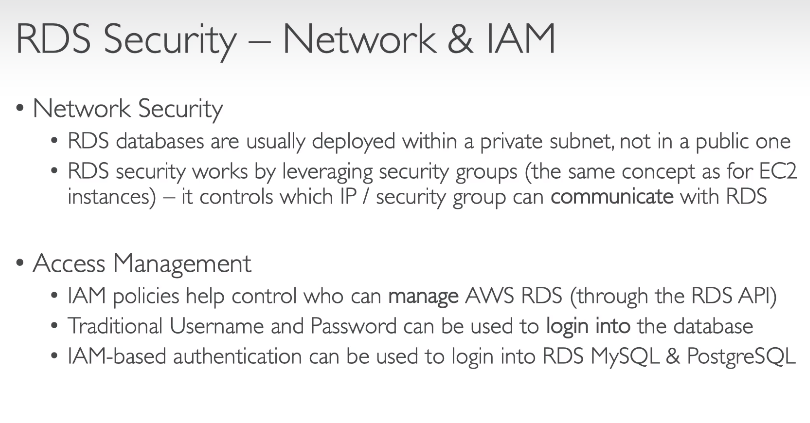 RDS Security – Network & IAM
• Network Security
• RDS databases are usually deployed within a private subnet, not in a public one
• RDS security works by leveraging security groups (the same concept as for EC2
instances) – it controls which IP / security group can communicate with RDS
• Access Management
• IAM policies help control who can manage AWS RDS (through the RDS API)
• Traditional Username and Password can be used to login into the database
• IAM-based authentication can be used to login into RDS MySQL & PostgreSQL